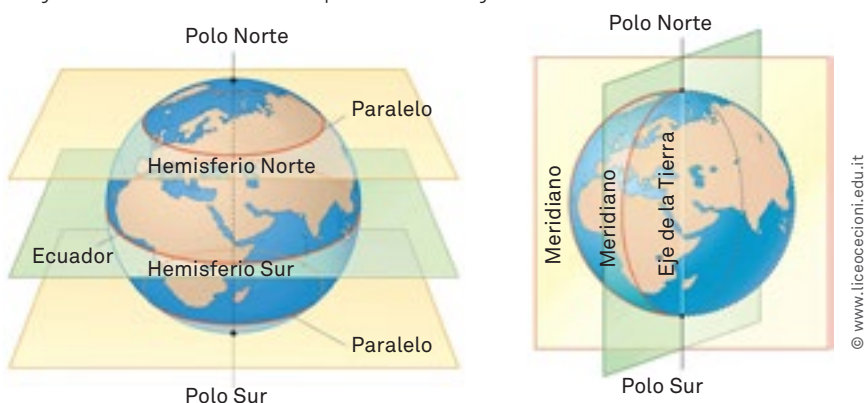 Polo Norte
Paralelo
Hemisferio Norte
Ecuador
Hemisferio Sur
Paralelo
Polo Sur
Polo Norte
Meridiano
Meridiano
Eje de la Tierra
Polo Sur
© www.liceocecioni.edu.it